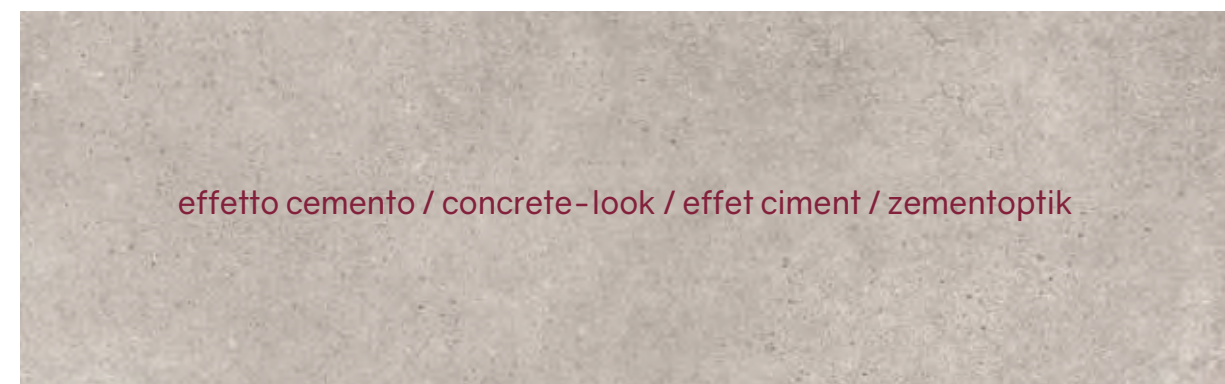 effetto cemento / concrete-look / effet ciment / zementoptik